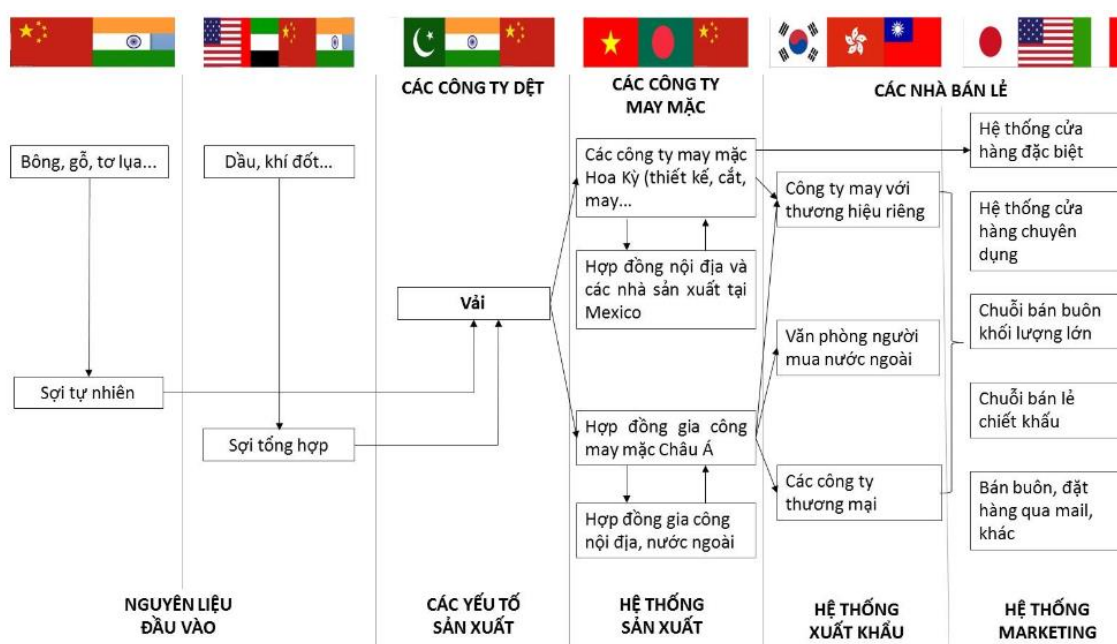 CÁC CÔNG TY DỆT
CÁC CÔNG TY
MAY MẶC
CÁC NHÀ BÁN LẺ
Bông, gỗ, tơ lụa...
Dầu, khí đốt...
Sợi tự nhiên
Sợi tổng hợp
Vải
Các công ty may mặc
Hoa Kỳ (thiết kế, cắt,
may...
Hợp đồng nội địa và
các nhà sản xuất tại
Mexico
Hợp đồng gia công
may mặc Châu Á
Hợp đồng gia công
nội địa, nước ngoài
Công ty may với
thương hiệu riêng
Văn phòng người
mua nước ngoài
Các công ty
thương mại
Hệ thống cửa
hàng đặc biệt
Hệ thống cửa
hàng chuyên
dụng
Chuỗi bán buôn
khối lượng lớn
Chuỗi bán lẻ
chiết khấu
Bán buôn, đặt
hàng qua mail,
khác
NGUYÊN LIỆU
ĐẦU VÀO
CÁC YẾU TỐ
SẢN XUẤT
HỆ THỐNG
SẢN XUẤT
HỆ THỐNG
XUẤT KHẨU
HỆ THỐNG
MARKETING